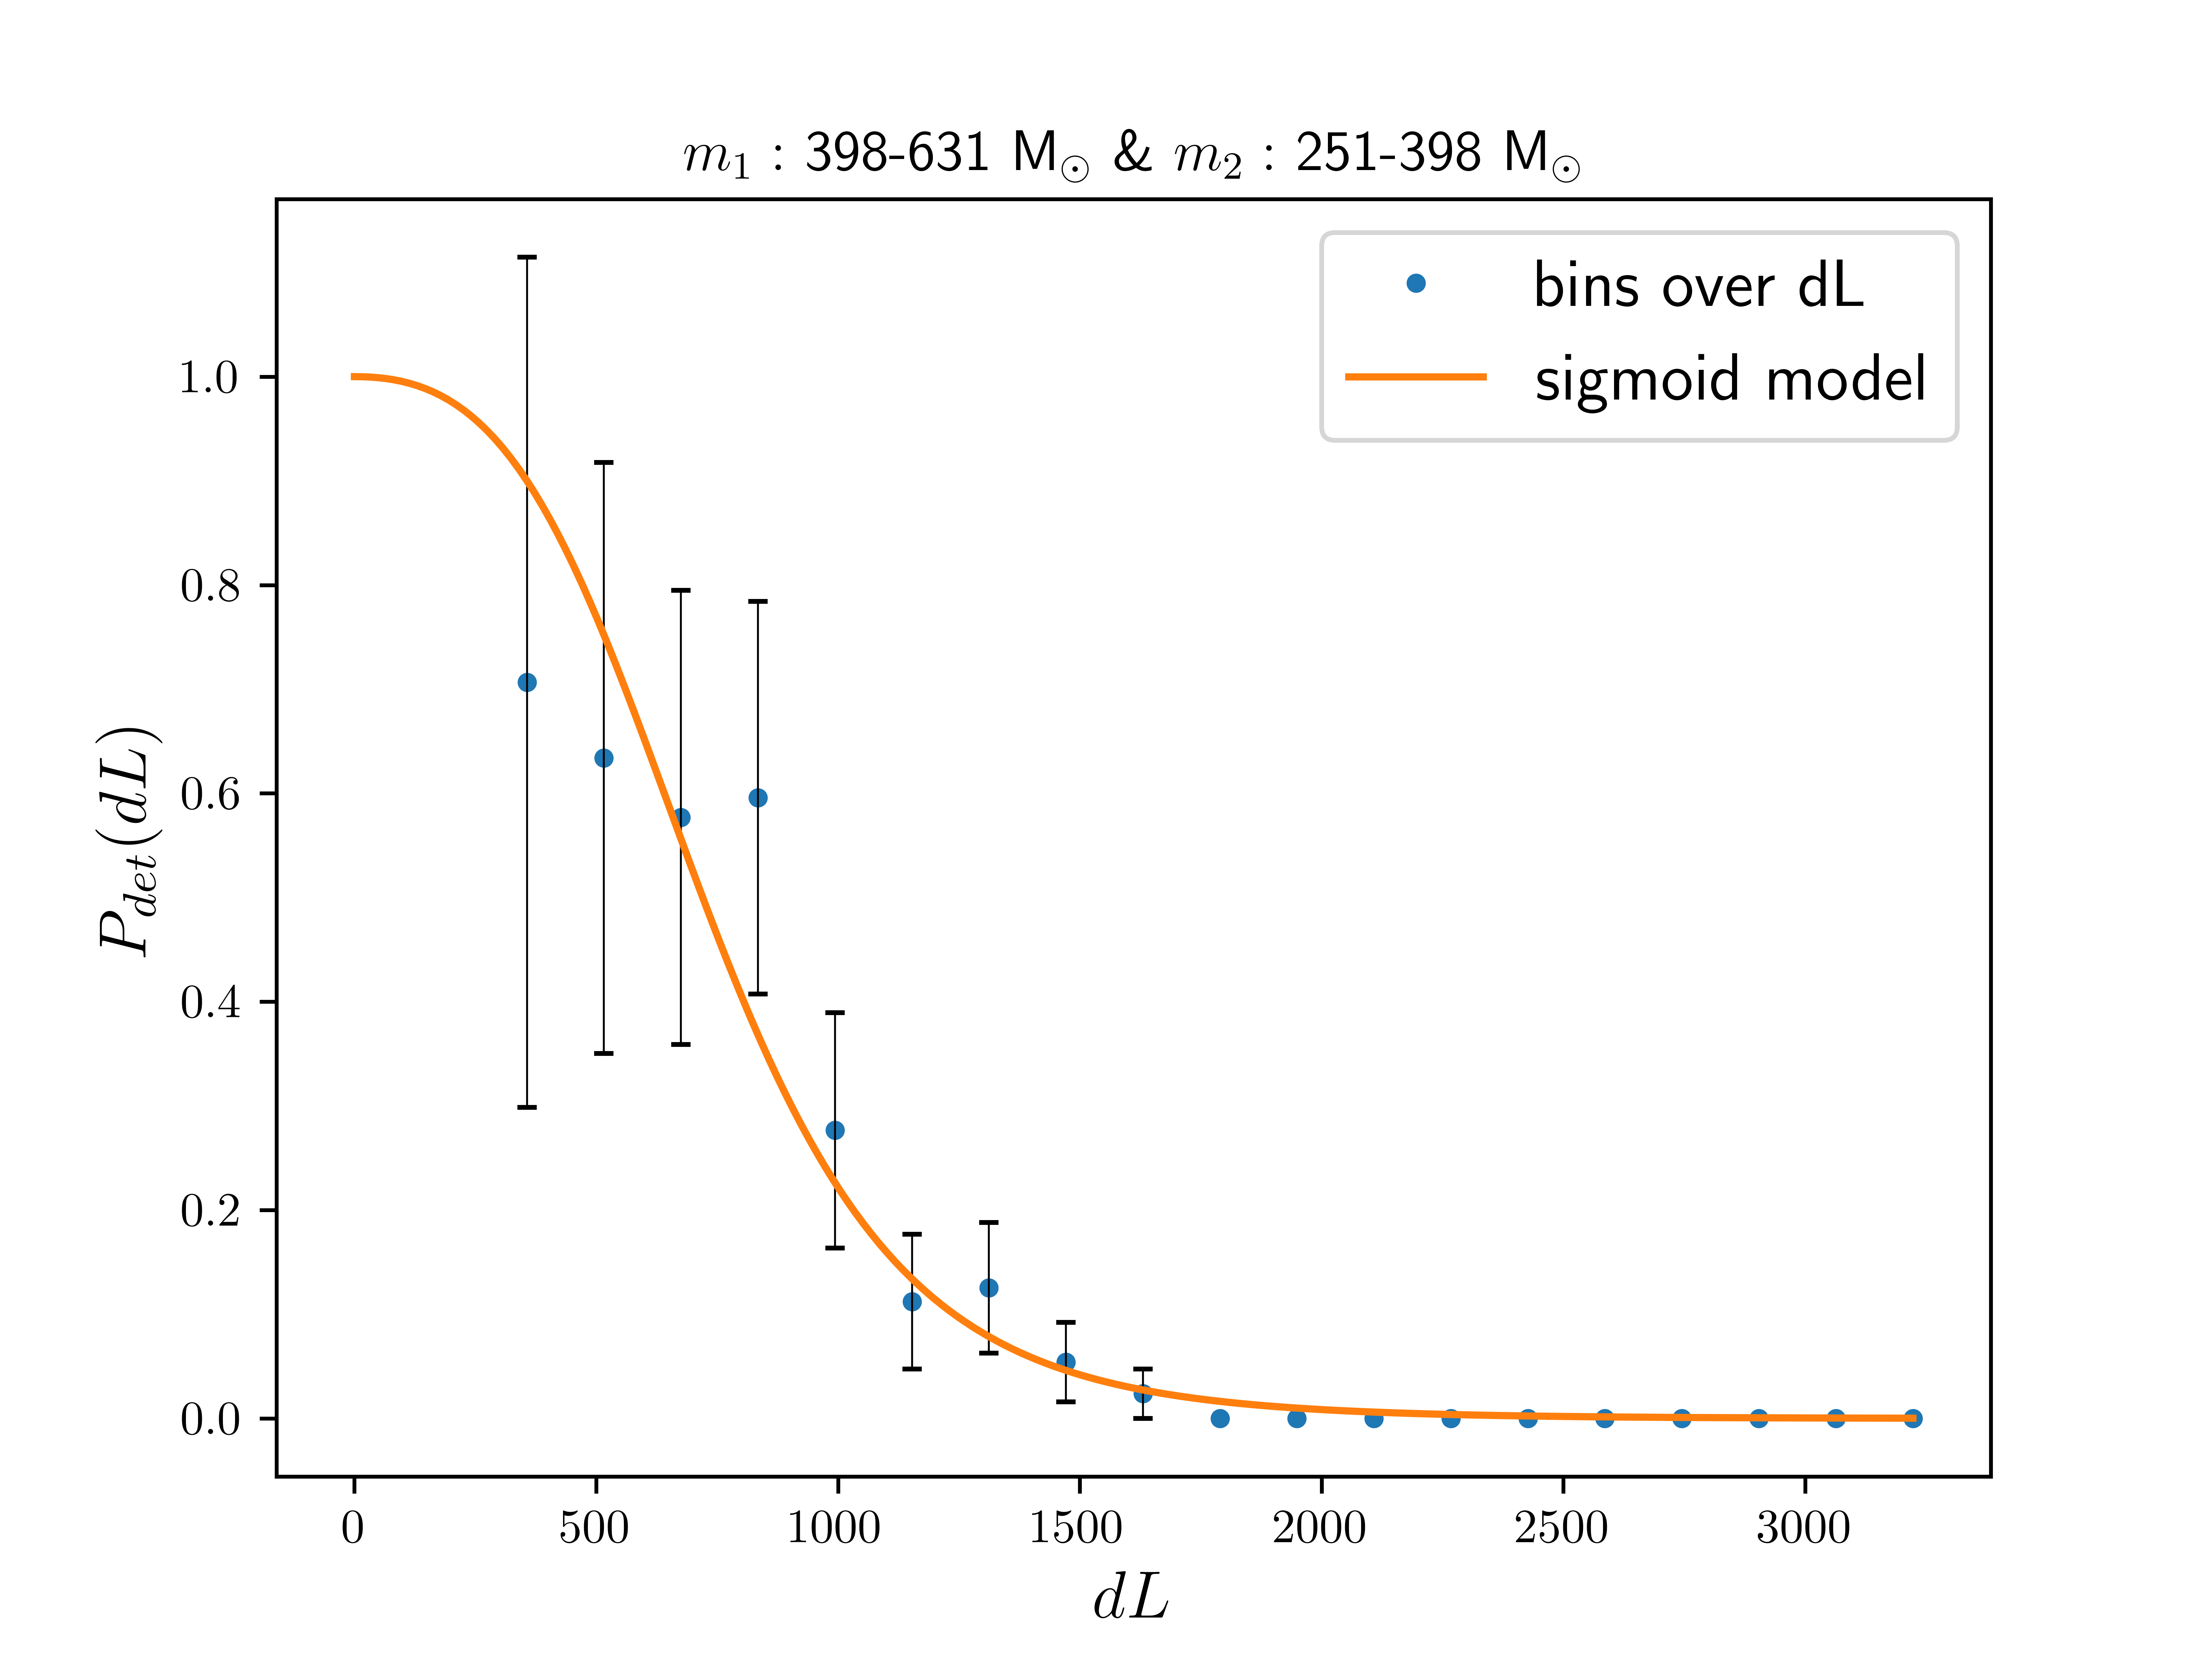 m₁ : 398-631 M⊙ & m₂ : 251-398 M⊙
bins over dL
sigmoid model
1.0
0.8
0.6
0.4
0.2
0.0
P_det(dL)
0 500 1000 1500 2000 2500 3000
dL